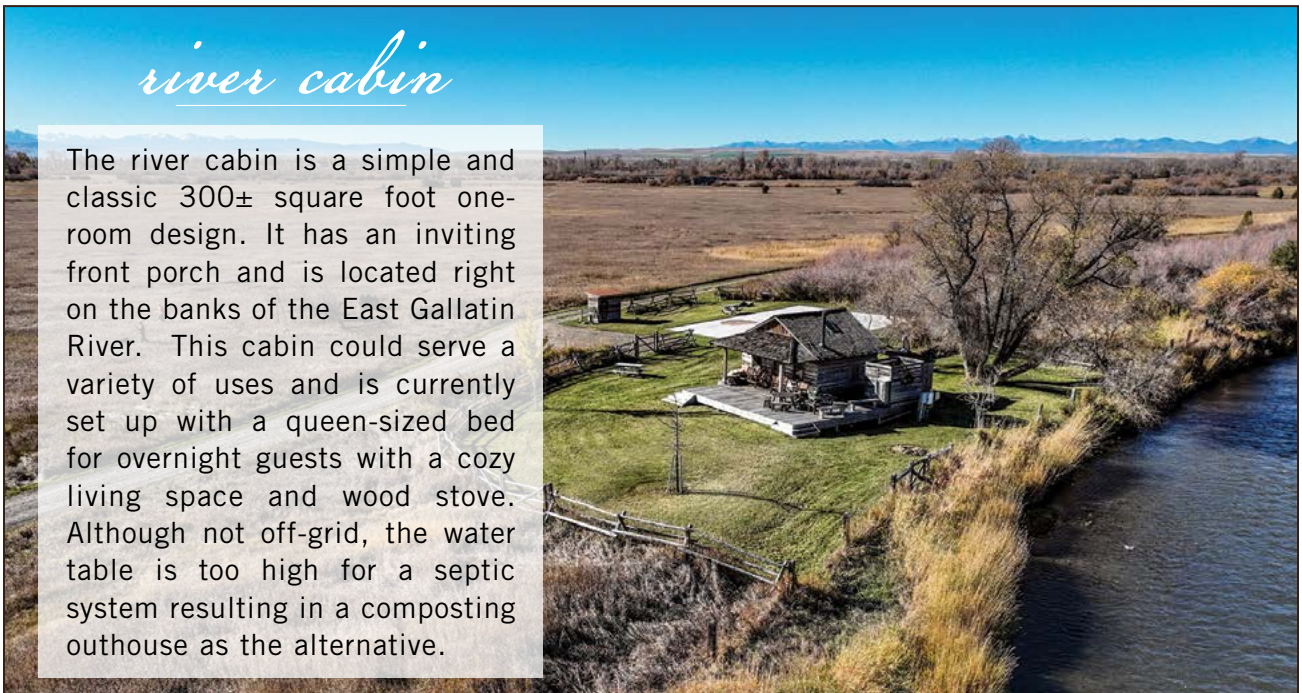 river cabin
The river cabin is a simple and
classic 300± square foot one-
room design. It has an inviting
front porch and is located right
on the banks of the East Gallatin
River. This cabin could serve a
variety of uses and is currently
set up with a queen-sized bed
for overnight guests with a cozy
living space and wood stove.
Although not off-grid, the water
table is too high for a septic
system resulting in a composting
outhouse as the alternative.